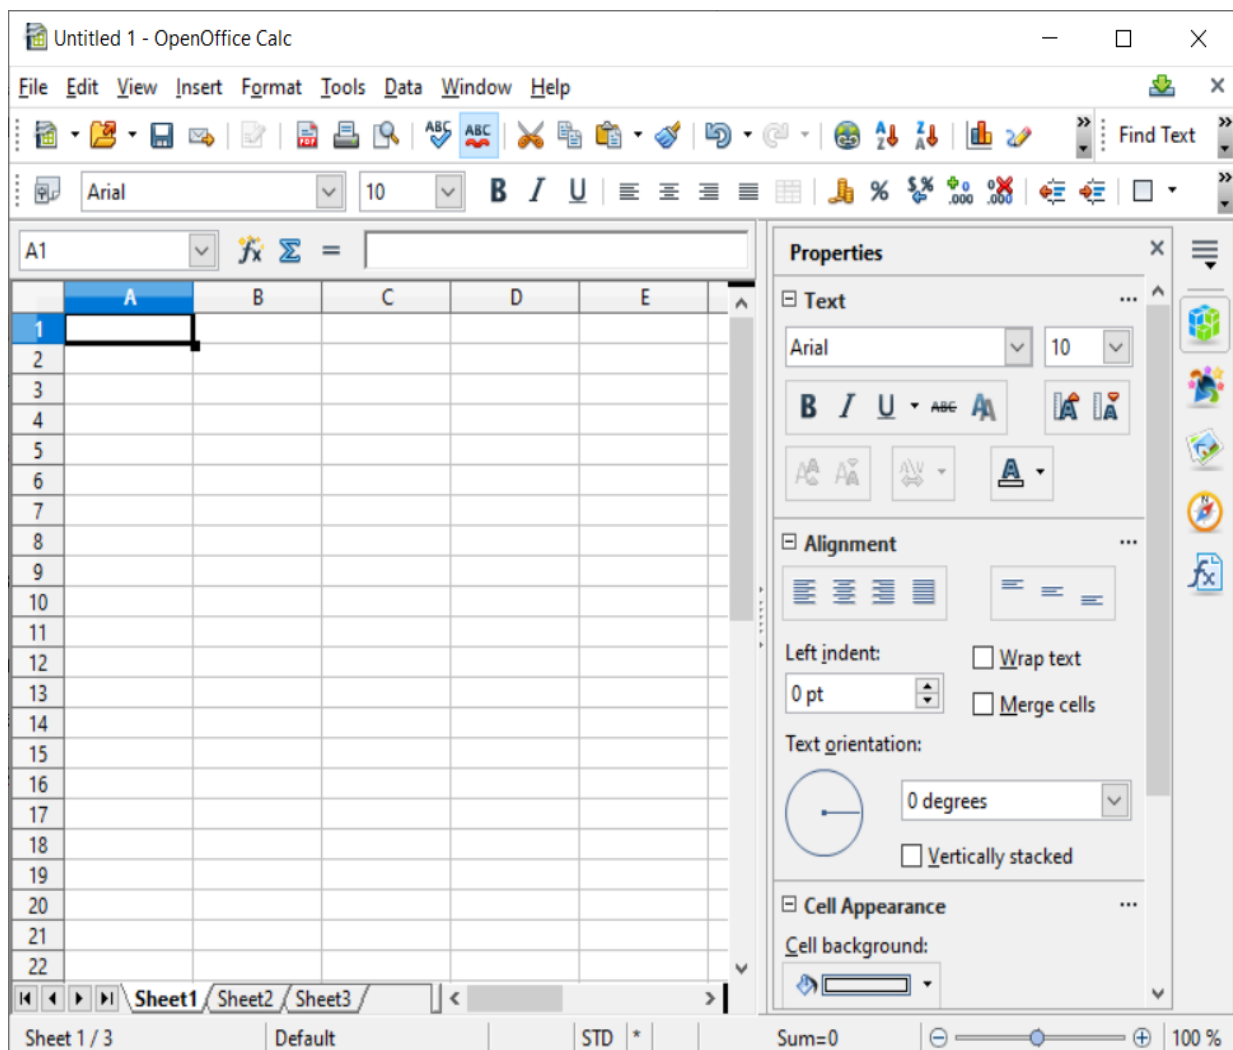 Untitled 1 - OpenOffice Calc
File Edit View Insert Format Tools Data Window Help
Find Text
Arial 10 B I U
A1
Properties
A B C D E
Text
1
Arial 10
2
3
B I U ABC
4
5
6
7
8
Alignment
9
10
11
12
Left indent:
Wrap text
13
0 pt
Merge cells
14
15
Text orientation:
16
17
0 degrees
18
Vertically stacked
19
20
Cell Appearance
21
Cell background:
22
Sheet1 Sheet2 Sheet3
Sheet 1 / 3 Default STD * Sum=0 100 %